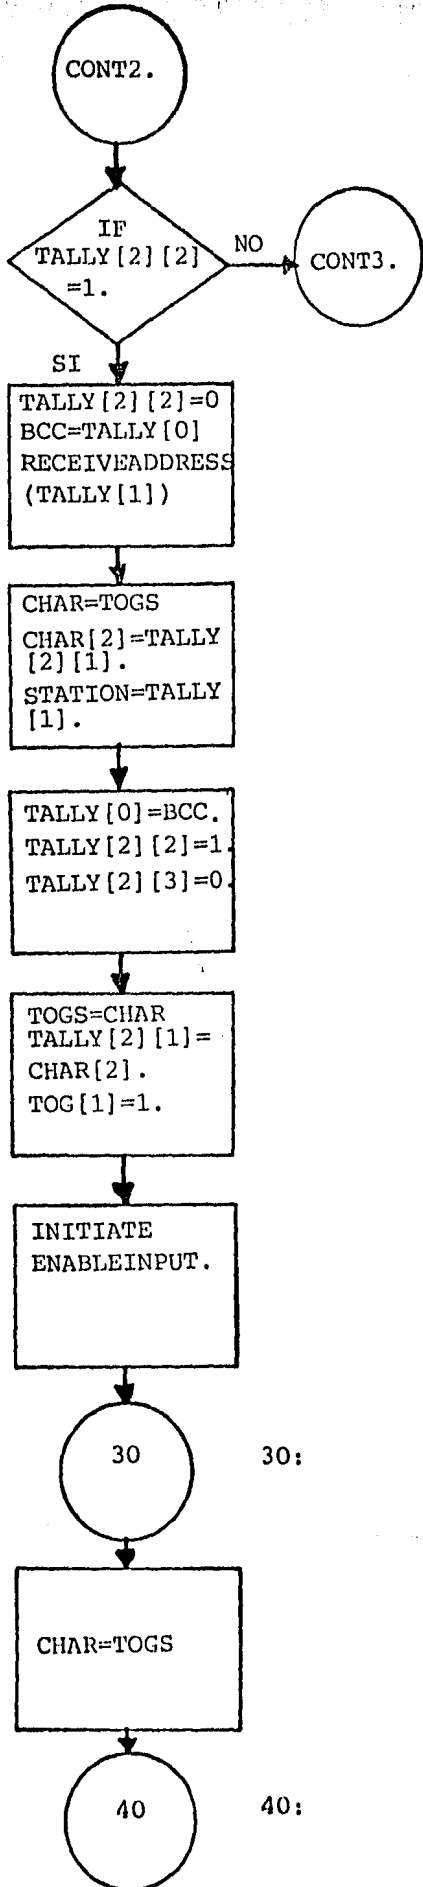 CONT2.
IF
TALLY[2][2]
=1.
NO
CONT3.
SI
TALLY[2][2]=0
BCC=TALLY[0]
RECEIVEADDRESS
(TALLY[1])
CHAR=TOGS
CHAR[2]=TALLY
[2][1].
STATION=TALLY
[1].
TALLY[0]=BCC.
TALLY[2][2]=1.
TALLY[2][3]=0.
TOGS=CHAR
TALLY[2][1]=
CHAR[2].
TOG[1]=1.
INITIATE
ENABLEINPUT.
30
30:
CHAR=TOGS
40
40: